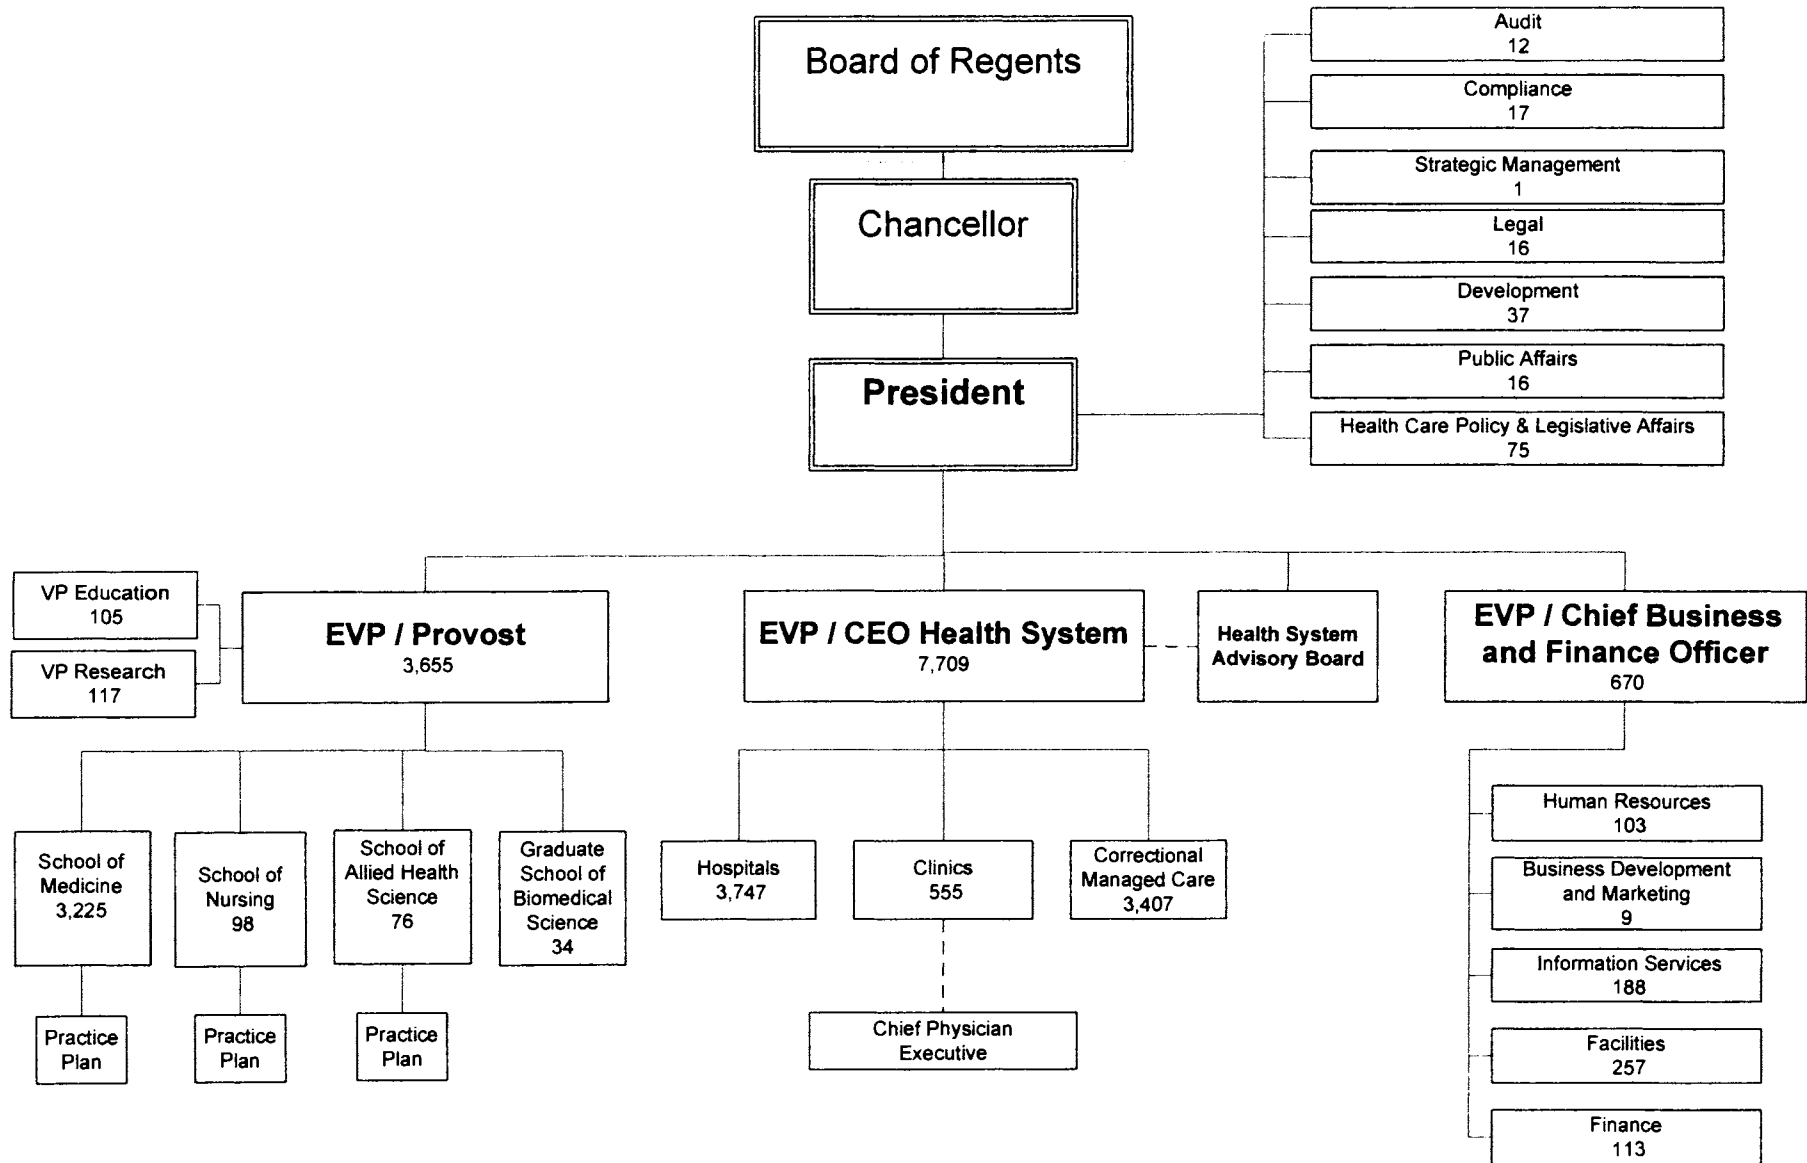 Board of Regents
Chancellor
President
Audit
12
Compliance
17
Strategic Management
1
Legal
16
Development
37
Public Affairs
16
Health Care Policy & Legislative Affairs
75
VP Education
105
VP Research
117
EVP / Provost
3,655
EVP / CEO Health System
7,709
Health System
Advisory Board
EVP / Chief Business
and Finance Officer
670
School of
Medicine
3,225
School of
Nursing
98
School of
Allied Health
Science
76
Graduate
School of
Biomedical
Science
34
Practice
Plan
Practice
Plan
Practice
Plan
Hospitals
3,747
Clinics
555
Correctional
Managed Care
3,407
Chief Physician
Executive
Human Resources
103
Business Development
and Marketing
9
Information Services
188
Facilities
257
Finance
113